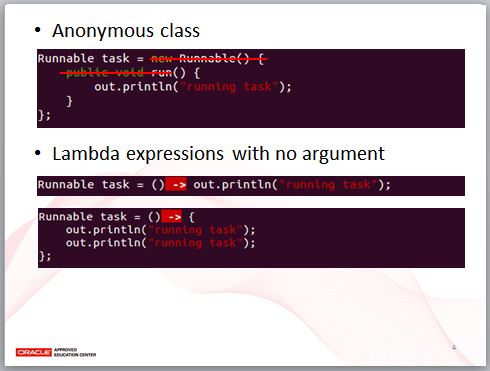 • Anonymous class
Runnable task = new Runnable() {
public void run() {
out.println("running task");
}
};
• Lambda expressions with no argument
Runnable task = () -> out.println("running task");
Runnable task = () -> {
out.println("running task");
out.println("running task");
};
ORACLE APPROVED
EDUCATION CENTER
4